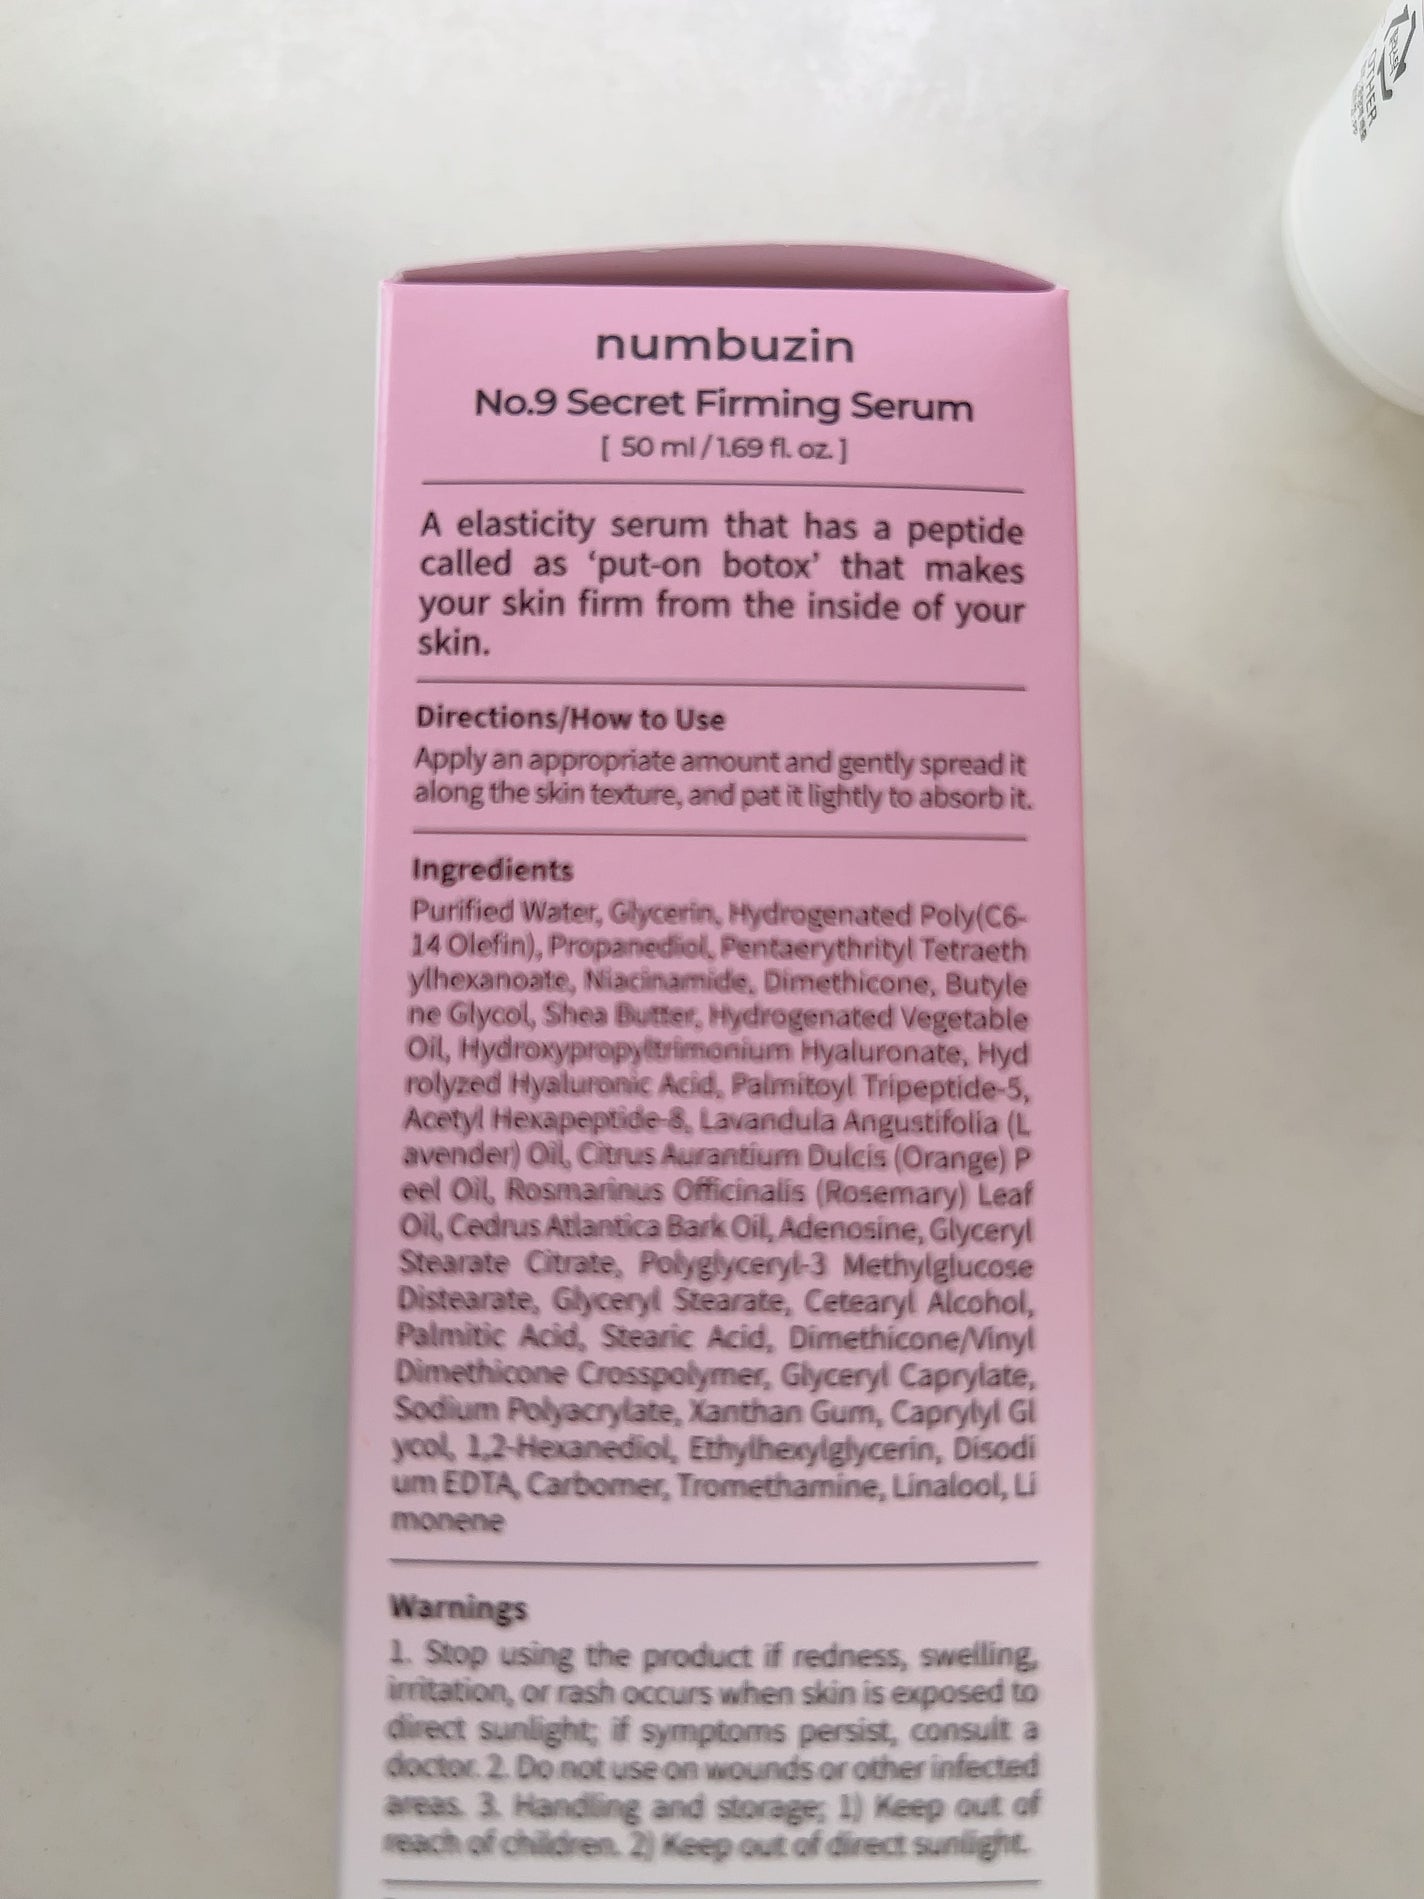 OTHER
numbuzin
No.9 Secret Firming Serum
[ 50 ml / 1.69 fl. oz. ]
A elasticity serum that has a peptide
called as ‘put-on botox’ that makes
your skin firm from the inside of your
skin.
Directions/How to Use
Apply an appropriate amount and gently spread it
along the skin texture, and pat it lightly to absorb it.
Ingredients
Purified Water, Glycerin, Hydrogenated Poly(C6-
14 Olefin), Propanediol, Pentaerythrityl Tetraeth
ylhexanoate, Niacinamide, Dimethicone, Butyle
ne Glycol, Shea Butter, Hydrogenated Vegetable
Oil, Hydroxypropyltrimonium Hyaluronate, Hyd
rolyzed Hyaluronic Acid, Palmitoyl Tripeptide-5,
Acetyl Hexapeptide-8, Lavandula Angustifolia (L
avender) Oil, Citrus Aurantium Dulcis (Orange) P
eel Oil, Rosmarinus Officinalis (Rosemary) Leaf
Oil, Cedrus Atlantica Bark Oil, Adenosine, Glyceryl
Stearate Citrate, Polyglyceryl-3 Methylglucose
Distearate, Glyceryl Stearate, Cetearyl Alcohol,
Palmitic Acid, Stearic Acid, Dimethicone/Vinyl
Dimethicone Crosspolymer, Glyceryl Caprylate,
Sodium Polyacrylate, Xanthan Gum, Caprylyl Gl
ycol, 1,2-Hexanediol, Ethylhexylglycerin, Disodi
um EDTA, Carbomer, Tromethamine, Linalool, Li
monene
Warnings
1. Stop using the product if redness, swelling,
irritation, or rash occurs when skin is exposed to
direct sunlight; if symptoms persist, consult a
doctor. 2. Do not use on wounds or other infected
areas. 3. Handling and storage; 1) Keep out of
reach of children. 2) Keep out of direct sunlight.